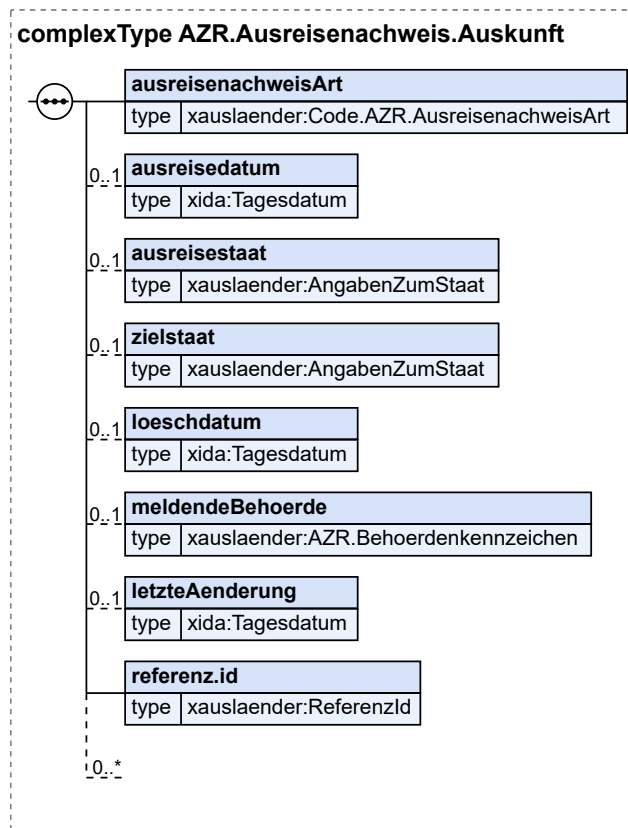 complexType AZR.Ausreisenachweis.Auskunft
ausreisenachweisArt
type xauslaender:Code.AZR.AusreisenachweisArt
0..1 ausreisedatum
type xida:Tagesdatum
0..1 ausreisestaat
type xauslaender:AngabenZumStaat
0..1 zielstaat
type xauslaender:AngabenZumStaat
0..1 loeschdatum
type xida:Tagesdatum
0..1 meldendeBehoerde
type xauslaender:AZR.Behoerdenkennzeichen
0..1 letzteAenderung
type xida:Tagesdatum
referenz.id
type xauslaender:ReferenzId
0..*